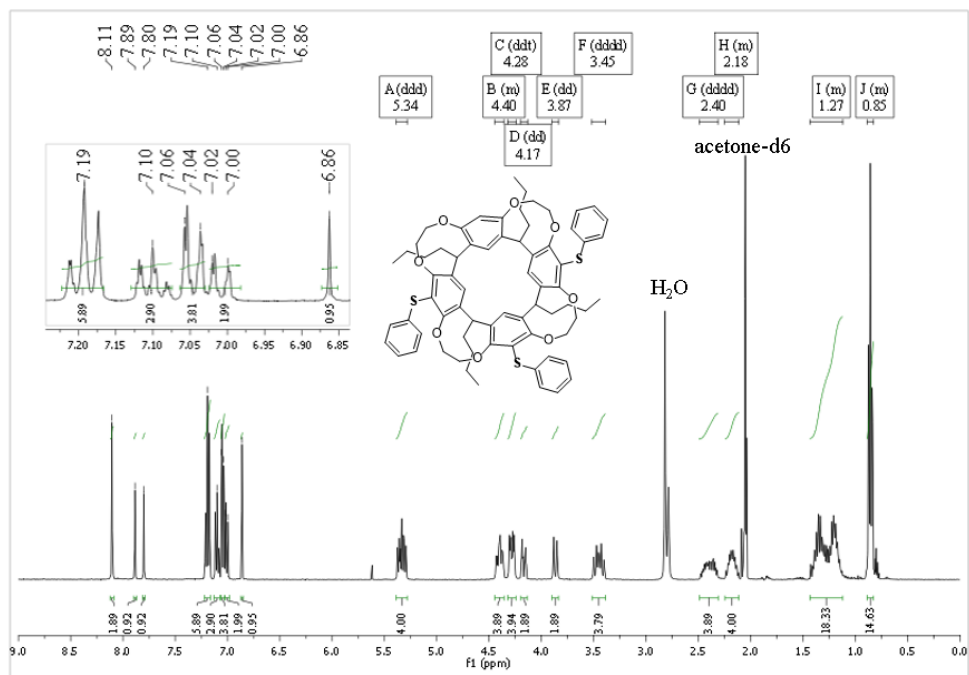 8.11
7.89
7.80
7.19
7.10
7.06
7.04
7.02
7.00
6.86
A (ddd)
5.34
B (m)
4.40
C (ddt)
4.28
D (dd)
4.17
E (dd)
3.87
F (dddd)
3.45
G (dddd)
2.40
H (m)
2.18
I (m)
1.27
J (m)
0.85
7.19
7.10
7.06
7.04
7.02
7.00
6.86
5.89
2.90
3.81
1.99
0.95
7.20 7.15 7.10 7.05 7.00 6.95 6.90 6.85
acetone-d6
H₂O
O O O O O O O O
S S S
1.89
0.92
0.92
5.89
2.90
3.81
1.99
0.95
4.00
3.89
3.94
1.89
1.89
3.79
3.89
4.00
18.33
14.63
9.0 8.5 8.0 7.5 7.0 6.5 6.0 5.5 5.0 4.5 4.0 3.5 3.0 2.5 2.0 1.5 1.0 0.5 0.0
f1 (ppm)